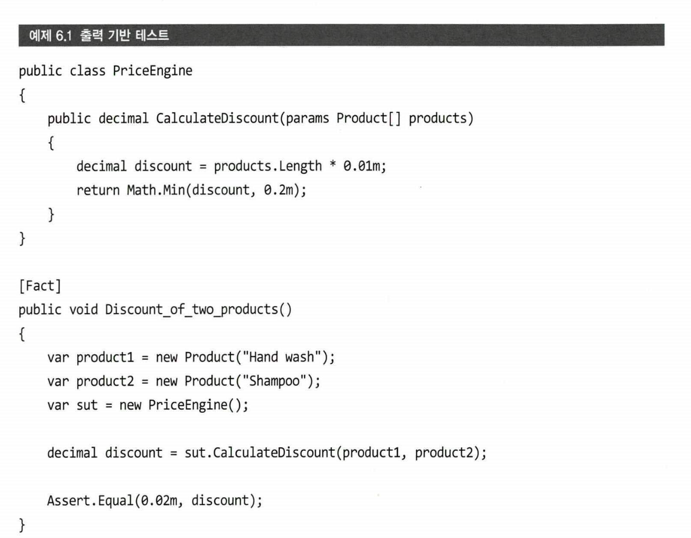 예제 6.1 출력 기반 테스트
public class PriceEngine
{
    public decimal CalculateDiscount(params Product[] products)
    {
        decimal discount = products.Length * 0.01m;
        return Math.Min(discount, 0.2m);
    }
}
[Fact]
public void Discount_of_two_products()
{
    var product1 = new Product("Hand wash");
    var product2 = new Product("Shampoo");
    var sut = new PriceEngine();
    decimal discount = sut.CalculateDiscount(product1, product2);
    Assert.Equal(0.02m, discount);
}